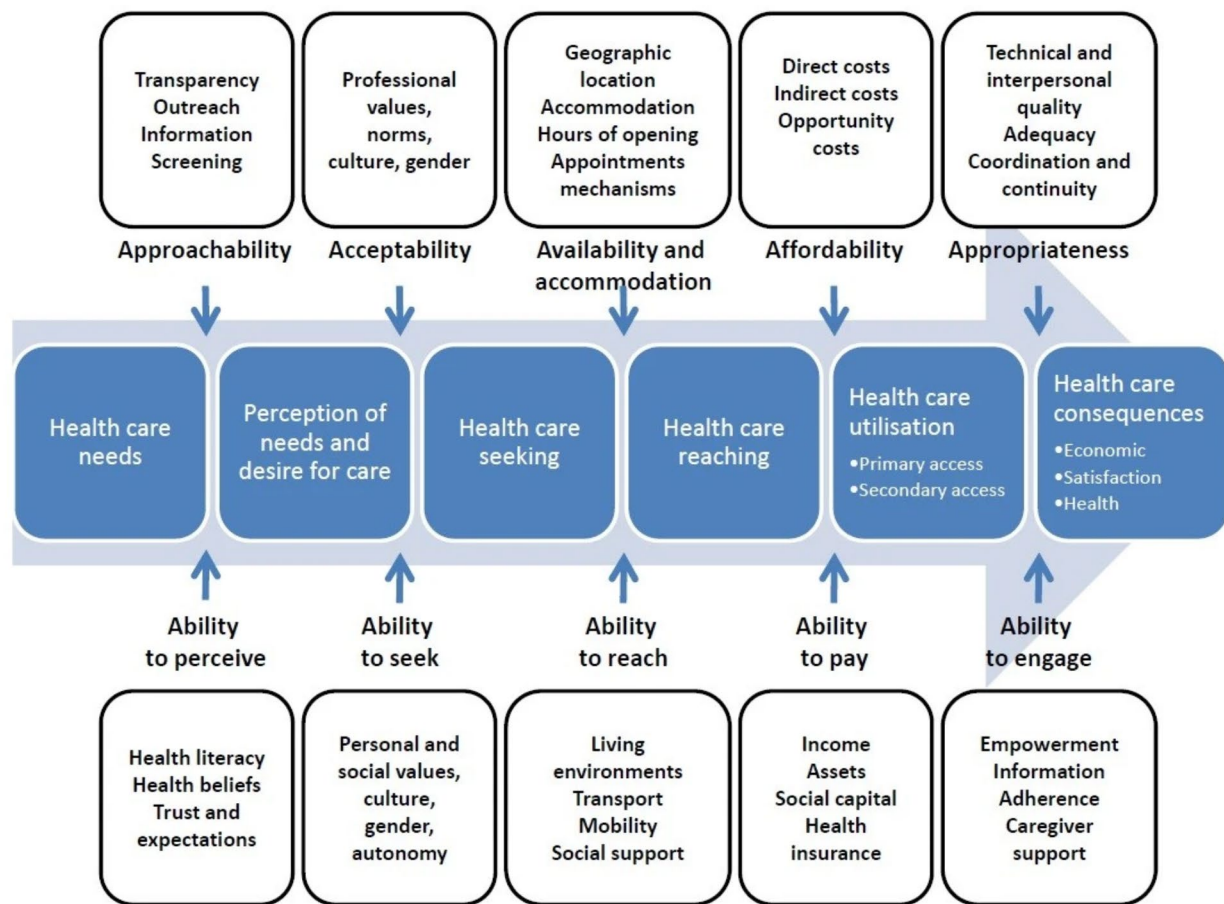 Transparency
Outreach
Information
Screening
Professional
values,
norms,
culture, gender
Geographic
location
Accommodation
Hours of opening
Appointments
mechanisms
Direct costs
Indirect costs
Opportunity
costs
Technical and
interpersonal
quality
Adequacy
Coordination and
continuity
Approachability
Acceptability
Availability and
accommodation
Affordability
Appropriateness
Health care
needs
Perception of
needs and
desire for care
Health care
seeking
Health care
reaching
Health care
utilisation
•Primary access
•Secondary access
Health care
consequences
•Economic
•Satisfaction
•Health
Ability
to perceive
Ability
to seek
Ability
to reach
Ability
to pay
Ability
to engage
Health literacy
Health beliefs
Trust and
expectations
Personal and
social values,
culture,
gender,
autonomy
Living
environments
Transport
Mobility
Social support
Income
Assets
Social capital
Health
insurance
Empowerment
Information
Adherence
Caregiver
support